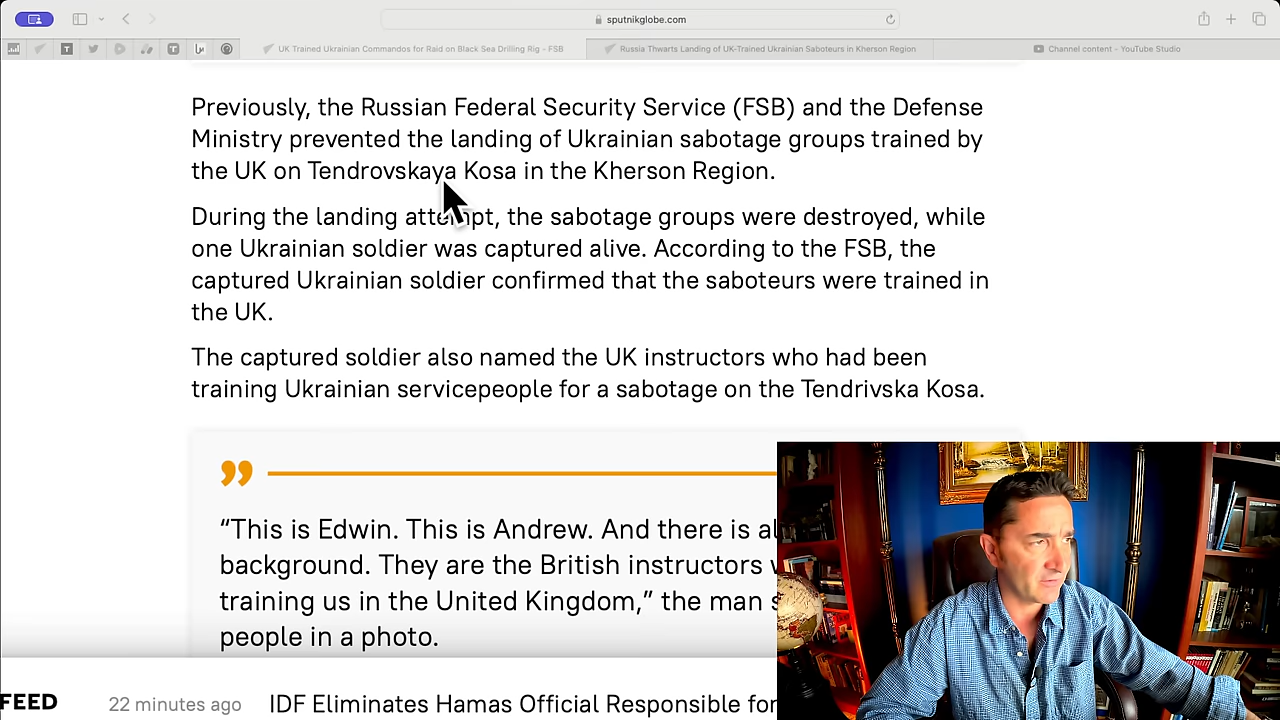 sputnikglobe.com
UK Trained Ukrainian Commandos for Raid on Black Sea Drilling Rig - FSB
Russia Thwarts Landing of UK-Trained Ukrainian Saboteurs in Kherson Region
Channel content - YouTube Studio
Previously, the Russian Federal Security Service (FSB) and the Defense
Ministry prevented the landing of Ukrainian sabotage groups trained by
the UK on Tendrovskaya Kosa in the Kherson Region.
During the landing attempt, the sabotage groups were destroyed, while
one Ukrainian soldier was captured alive. According to the FSB, the
captured Ukrainian soldier confirmed that the saboteurs were trained in
the UK.
The captured soldier also named the UK instructors who had been
training Ukrainian servicepeople for a sabotage on the Tendrivska Kosa.
“This is Edwin. This is Andrew. And there is
background. They are the British instructors
training us in the United Kingdom,” the man
people in a photo.
FEED
22 minutes ago
IDF Eliminates Hamas Official Responsible for